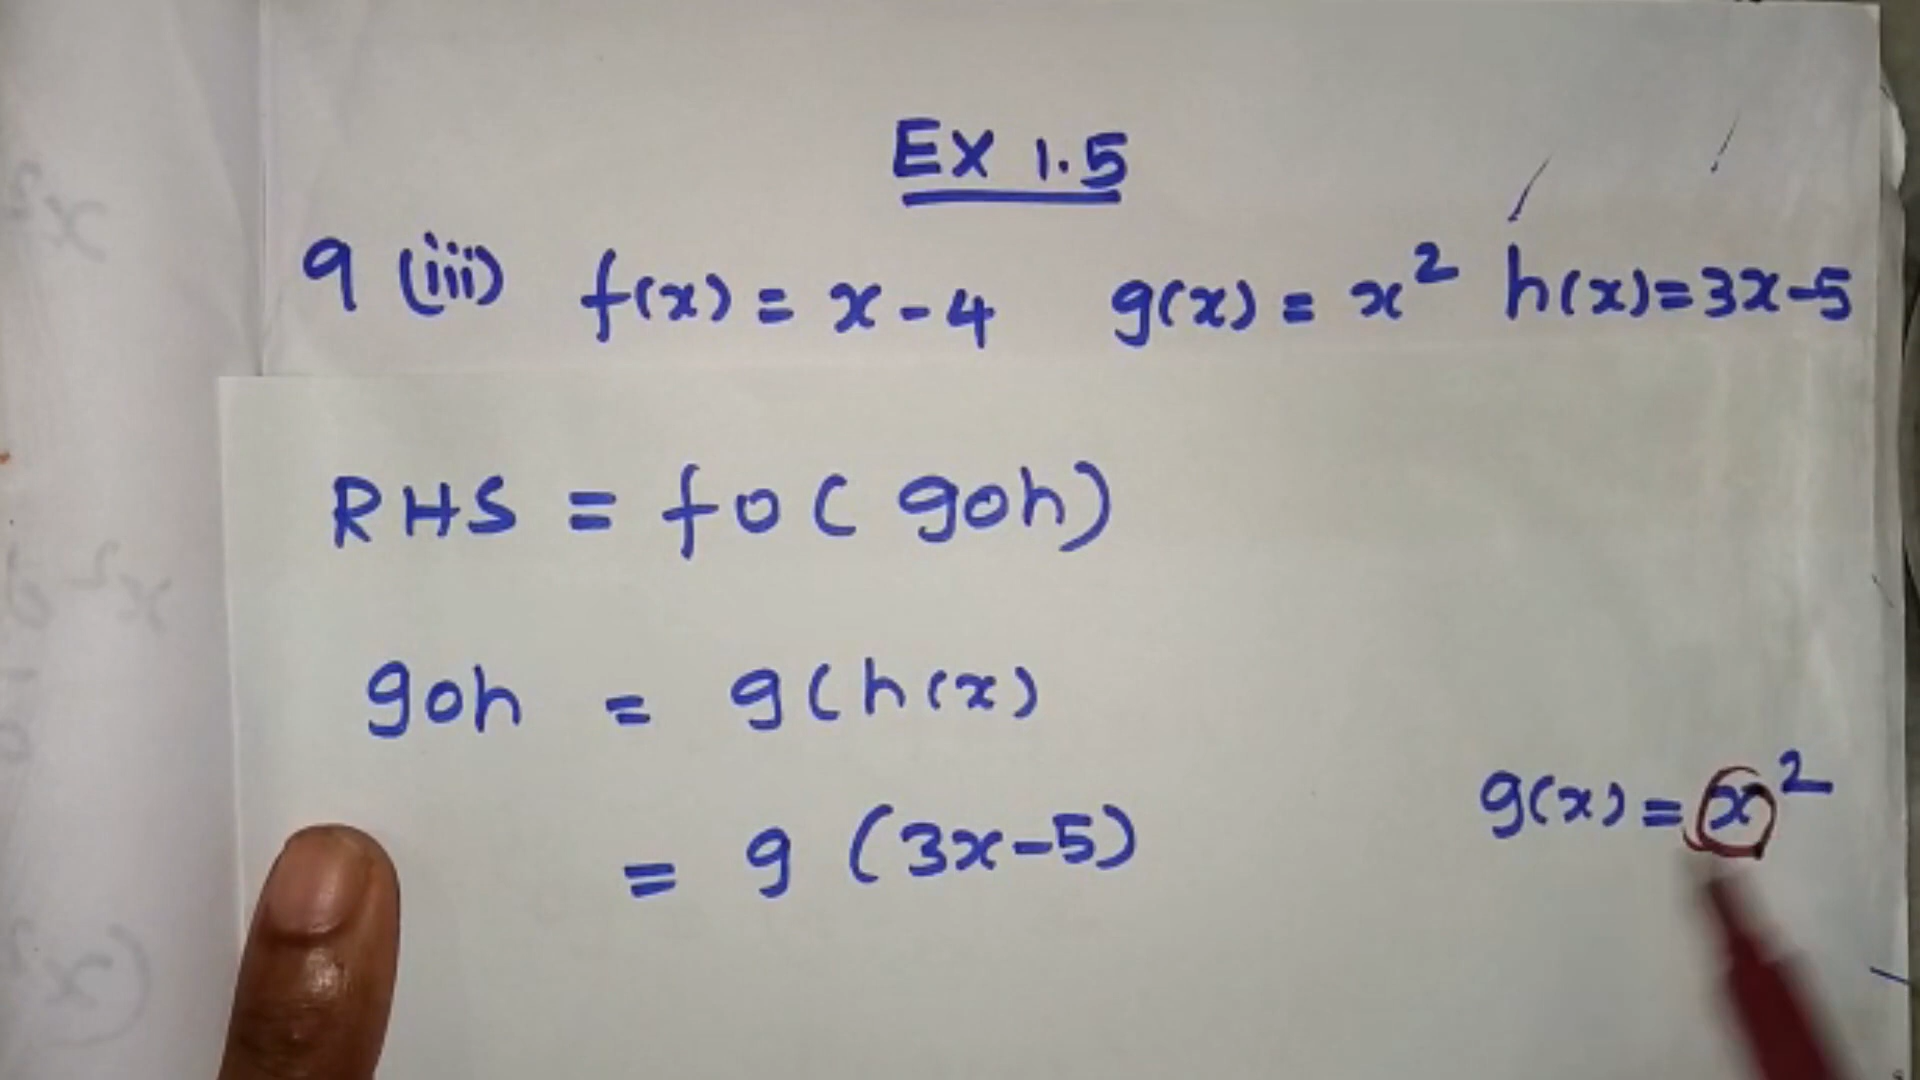 EX 1.5
9 (iii) f(x) = x - 4 g(x) = x² h(x)=3x-5
RHS = fo( goh)
goh = g(h(x)
= g (3x-5)
g(x) = x²